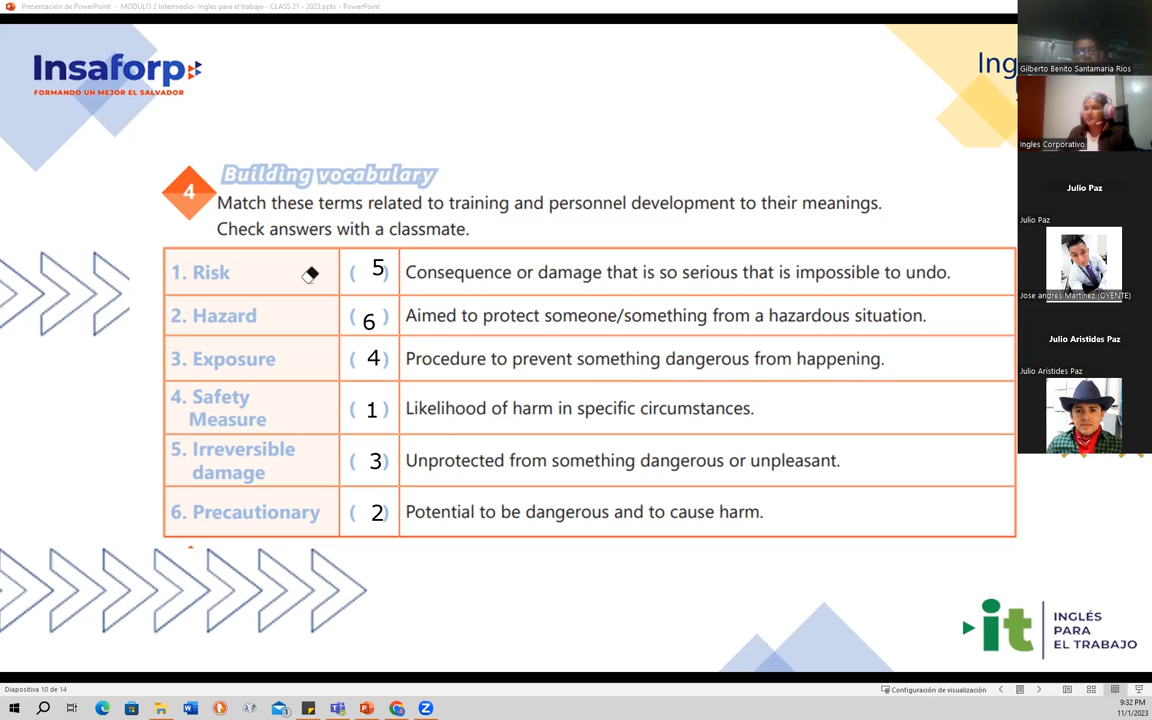 Presentación de PowerPoint - MODULO 2 Intermedio- ingles para el trabajo - CLASS 21 - 2023.pptx - PowerPoint
Insaforp
FORMANDO UN MEJOR EL SALVADOR
Ing
Gilberto Benito Santamaria Rios
Ingles Corporativo
Julio Paz
Julio Paz
Jose andres Martinez (OYENTE)
Julio Aristides Paz
Julio Aristides Paz
4
Building vocabulary
Match these terms related to training and personnel development to their meanings.
Check answers with a classmate.
1. Risk ( 5 ) Consequence or damage that is so serious that is impossible to undo.
2. Hazard ( 6 ) Aimed to protect someone/something from a hazardous situation.
3. Exposure ( 4 ) Procedure to prevent something dangerous from happening.
4. Safety
Measure ( 1 ) Likelihood of harm in specific circumstances.
5. Irreversible
damage ( 3 ) Unprotected from something dangerous or unpleasant.
6. Precautionary ( 2 ) Potential to be dangerous and to cause harm.
it
INGLÉS
PARA
EL TRABAJO
Diapositiva 10 de 14
Configuración de visualización
9:32 PM
11/1/2023